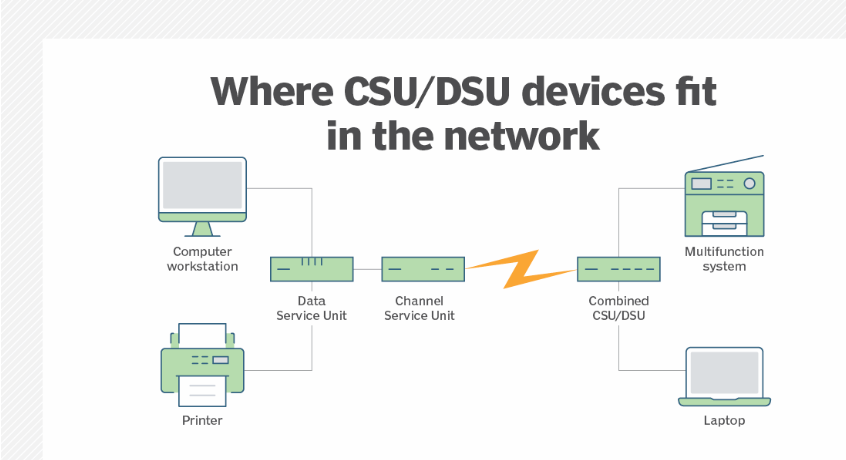 Where CSU/DSU devices fit
in the network
Computer
workstation
Multifunction
system
Data
Service Unit
Channel
Service Unit
Combined
CSU/DSU
Printer
Laptop